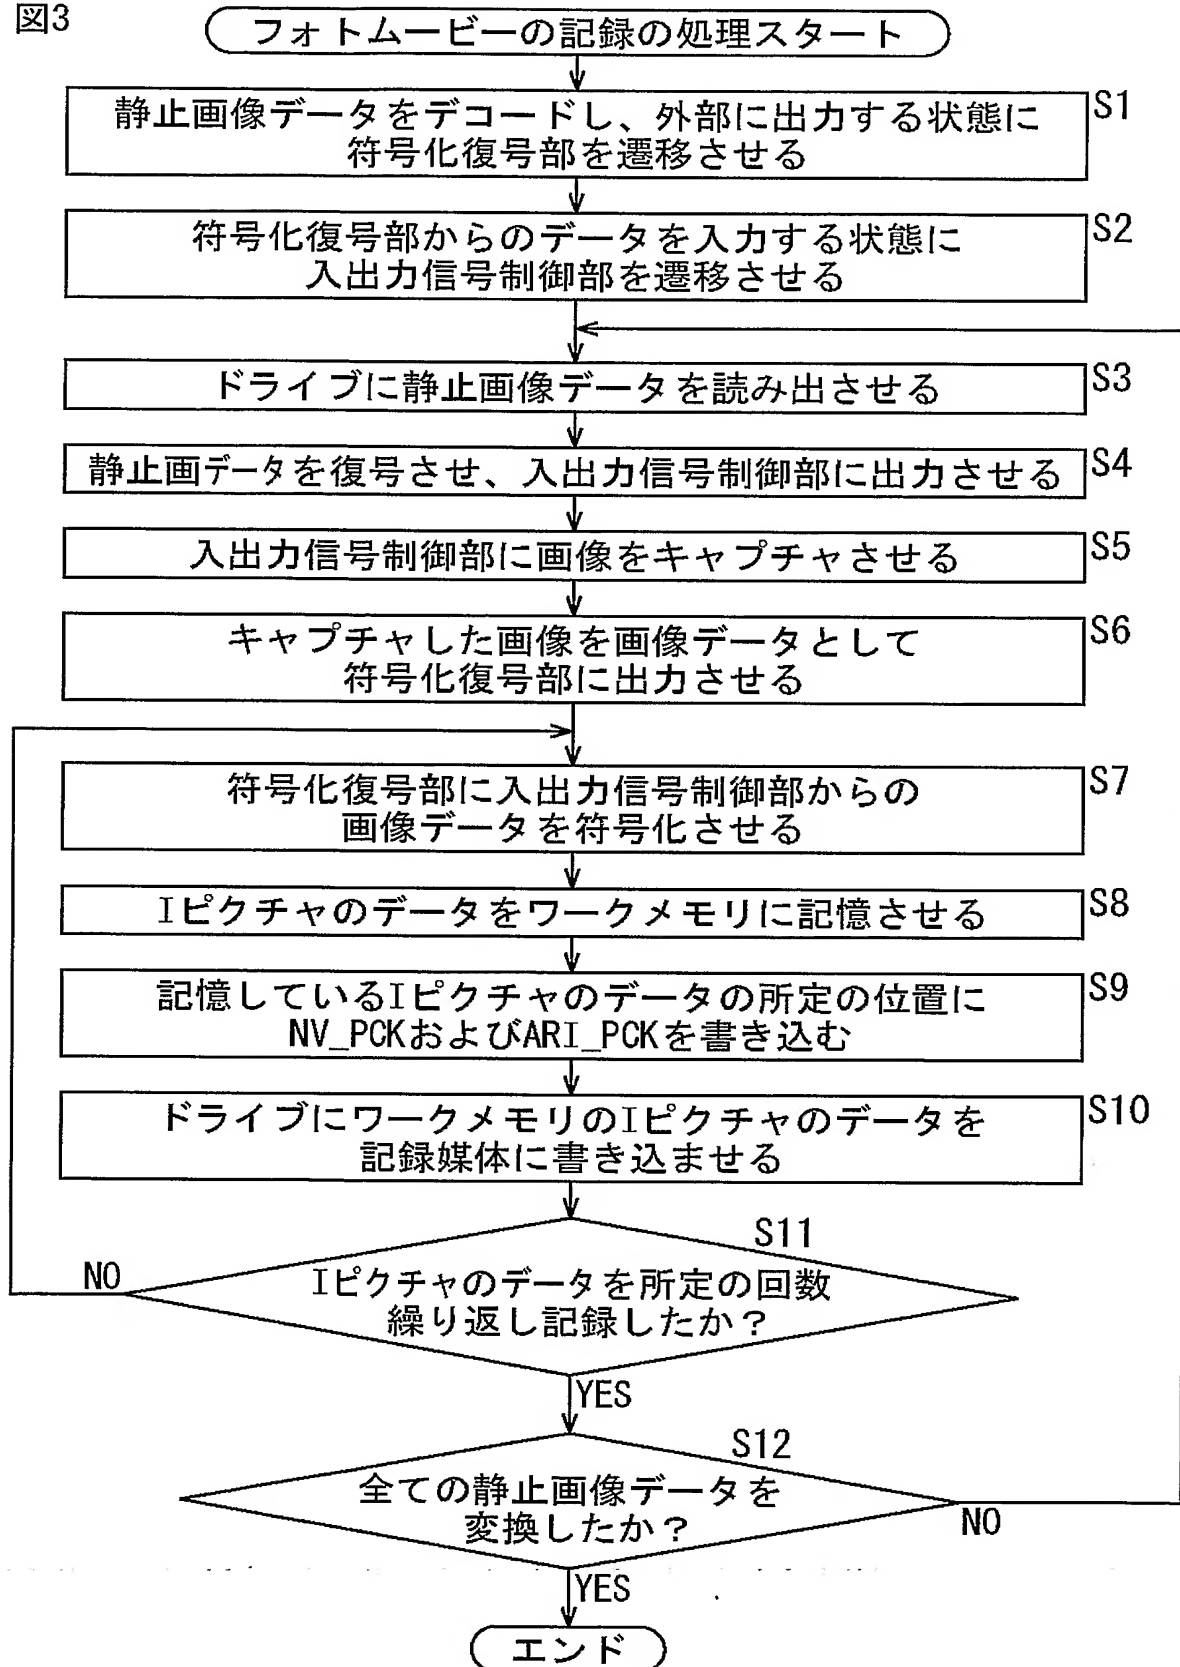 図3
フォトムービーの記録の処理スタート
静止画像データをデコードし、外部に出力する状態に
符号化復号部を遷移させる
S1
符号化復号部からのデータを入力する状態に
入出力信号制御部を遷移させる
S2
ドライブに静止画像データを読み出させる
S3
静止画データを復号させ、入出力信号制御部に出力させる
S4
入出力信号制御部に画像をキャプチャさせる
S5
キャプチャした画像を画像データとして
符号化復号部に出力させる
S6
符号化復号部に入出力信号制御部からの
画像データを符号化させる
S7
Iピクチャのデータをワークメモリに記憶させる
S8
記憶しているIピクチャのデータの所定の位置に
NV_PCKおよびARI_PCKを書き込む
S9
ドライブにワークメモリのIピクチャのデータを
記録媒体に書き込ませる
S10
S11
NO
Iピクチャのデータを所定の回数
繰り返し記録したか？
YES
S12
全ての静止画像データを
変換したか？
NO
YES
エンド